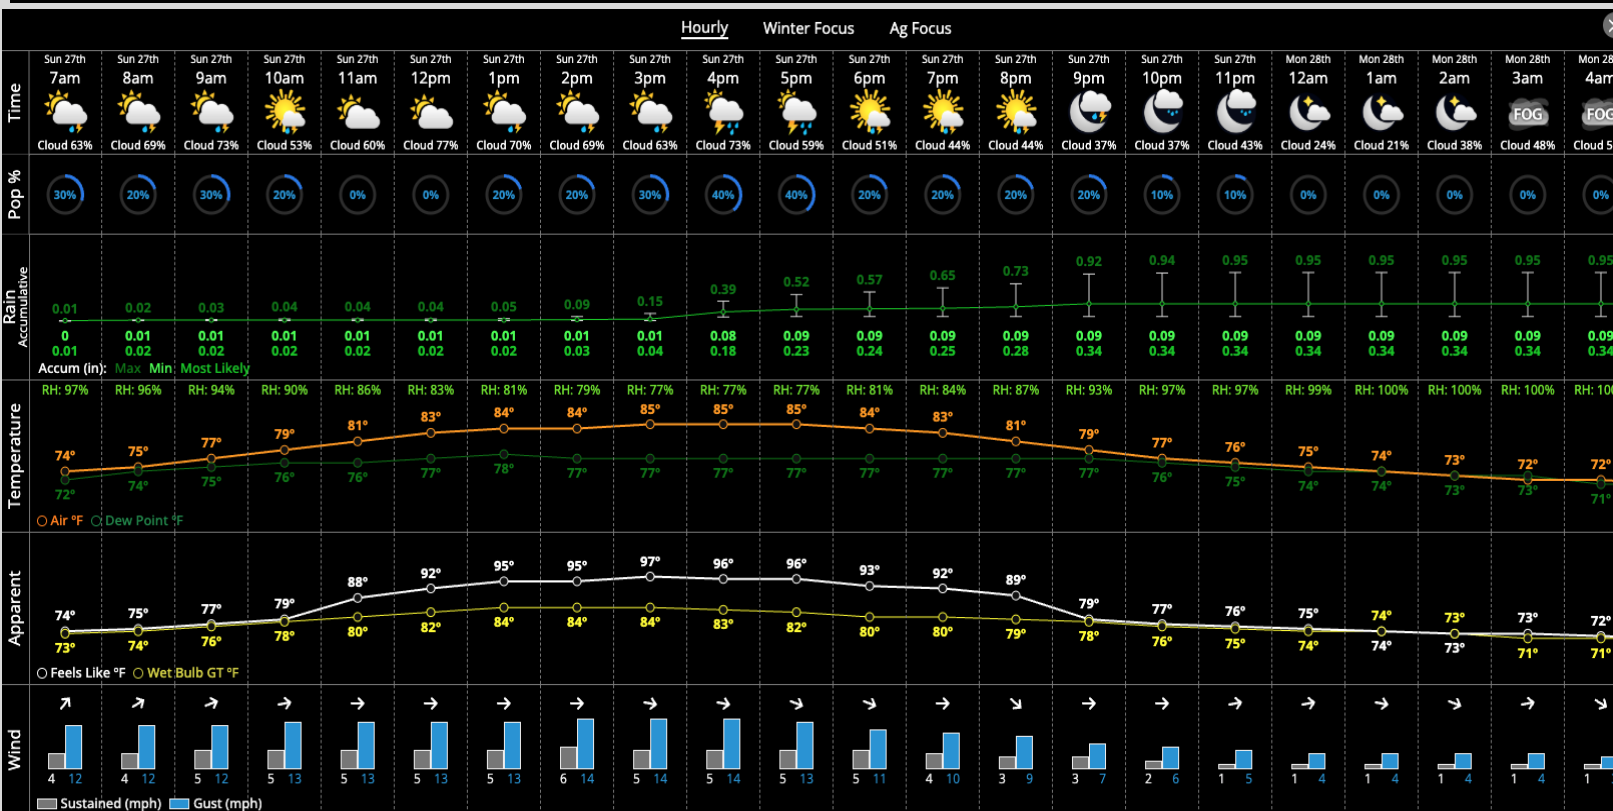 Hourly Winter Focus Ag Focus
Time
Sun 27th Sun 27th Sun 27th Sun 27th Sun 27th Sun 27th Sun 27th Sun 27th Sun 27th Sun 27th Sun 27th Sun 27th Sun 27th Sun 27th Sun 27th Sun 27th Sun 27th Mon 28th Mon 28th Mon 28th Mon 28th Mon 28
7am 8am 9am 10am 11am 12pm 1pm 2pm 3pm 4pm 5pm 6pm 7pm 8pm 9pm 10pm 11pm 12am 1am 2am 3am 4am
FOG FOG
Cloud 63% Cloud 69% Cloud 73% Cloud 53% Cloud 60% Cloud 77% Cloud 70% Cloud 69% Cloud 63% Cloud 73% Cloud 59% Cloud 51% Cloud 44% Cloud 44% Cloud 37% Cloud 37% Cloud 43% Cloud 24% Cloud 21% Cloud 38% Cloud 48% Cloud 5
Pop %
30% 20% 30% 20% 0% 0% 20% 20% 30% 40% 40% 20% 20% 20% 20% 10% 10% 0% 0% 0% 0% 0%
Rain
Accumulative
0.01 0.02 0.03 0.04 0.04 0.04 0.05 0.09 0.15 0.39 0.52 0.57 0.65 0.73 0.92 0.94 0.95 0.95 0.95 0.95 0.95 0.95
0 0.01 0.01 0.01 0.01 0.01 0.01 0.01 0.01 0.08 0.09 0.09 0.09 0.09 0.09 0.09 0.09 0.09 0.09 0.09 0.09 0.09
0.01 0.02 0.02 0.02 0.02 0.02 0.02 0.03 0.04 0.18 0.23 0.24 0.25 0.28 0.34 0.34 0.34 0.34 0.34 0.34 0.34 0.34
Accum (in): Max Min Most Likely
Temperature
RH: 97% RH: 96% RH: 94% RH: 90% RH: 86% RH: 83% RH: 81% RH: 79% RH: 77% RH: 77% RH: 77% RH: 81% RH: 84% RH: 87% RH: 93% RH: 97% RH: 97% RH: 99% RH: 100% RH: 100% RH: 100% RH: 100
74° 75° 77° 79° 81° 83° 84° 84° 85° 85° 85° 84° 83° 81° 79° 77° 76° 75° 74° 73° 72° 72°
72° 74° 75° 76° 76° 77° 78° 77° 77° 77° 77° 77° 77° 77° 77° 76° 75° 74° 74° 73° 73° 71°
Air °F Dew Point °F
Apparent
74° 75° 77° 79° 88° 92° 95° 95° 97° 96° 96° 93° 92° 89° 79° 77° 76° 75° 74° 73° 73° 72°
73° 74° 76° 78° 80° 82° 84° 84° 84° 83° 82° 80° 80° 79° 78° 76° 75° 74° 74° 73° 71° 71°
Feels Like °F Wet Bulb GT °F
Wind
4 12 4 12 5 12 5 13 5 13 5 13 5 13 6 14 5 14 5 14 5 13 5 11 4 10 3 9 3 7 2 6 1 5 1 4 1 4 1 4 1 4 1
Sustained (mph) Gust (mph)